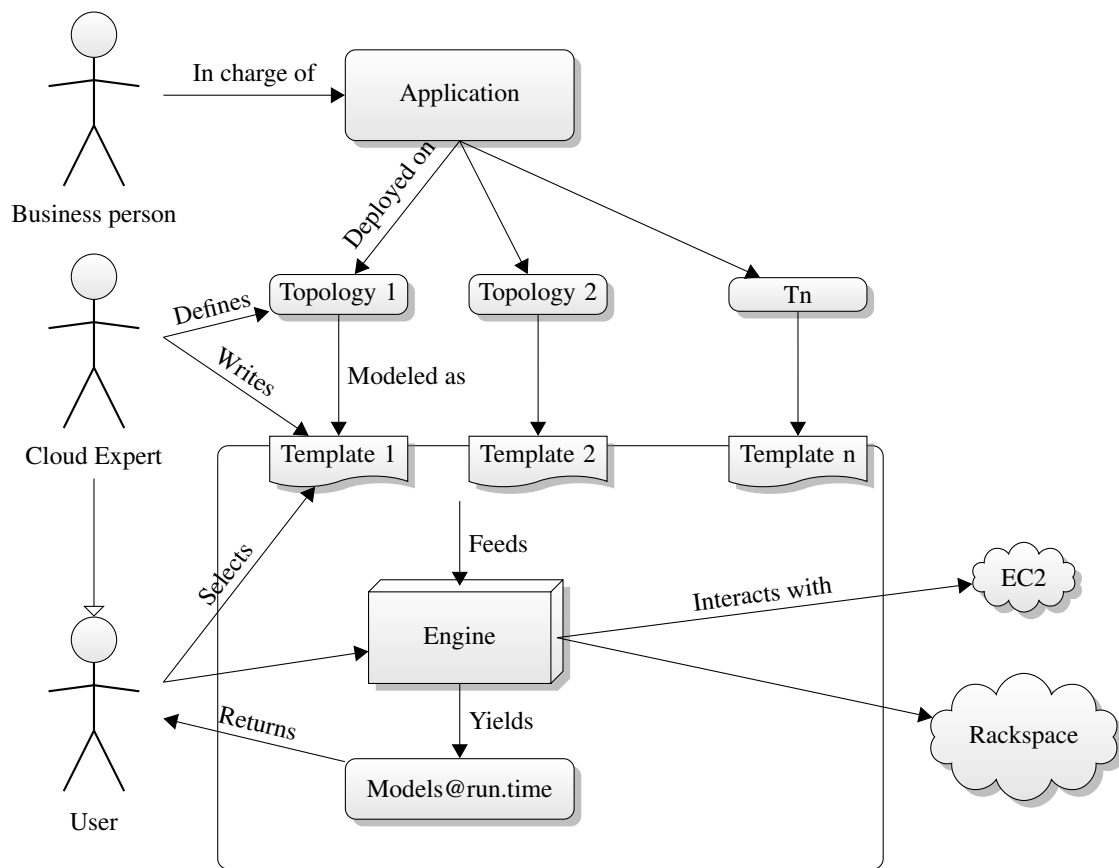 In charge of
Application
Business person
Deployed on
Topology 1
Topology 2
Tn
Defines
Writes
Modeled as
Cloud Expert
Template 1
Template 2
Template n
Selects
Feeds
EC2
Interacts with
Engine
Returns
Yields
Rackspace
Models@run.time
User